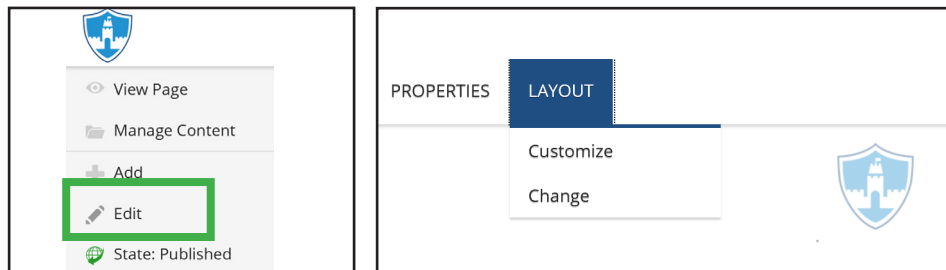 View Page
Manage Content
Add
Edit
State: Published
PROPERTIES LAYOUT
Customize
Change